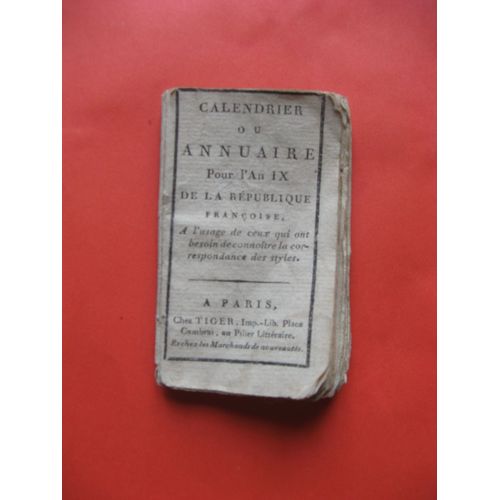 CALENDRIER
OU
ANNUAIRE
Pour l'An IX
DE LA RÉPUBLIQUE
FRANÇOISE,
A l'usage de ceux qui ont
besoin de connoître la cor-
respondance des styles.
A PARIS,
Chez TIGER, Imp.-Lib. Place
Cambrai, au Pilier Littéraire.
Et chez les Marchands de nouveautés.